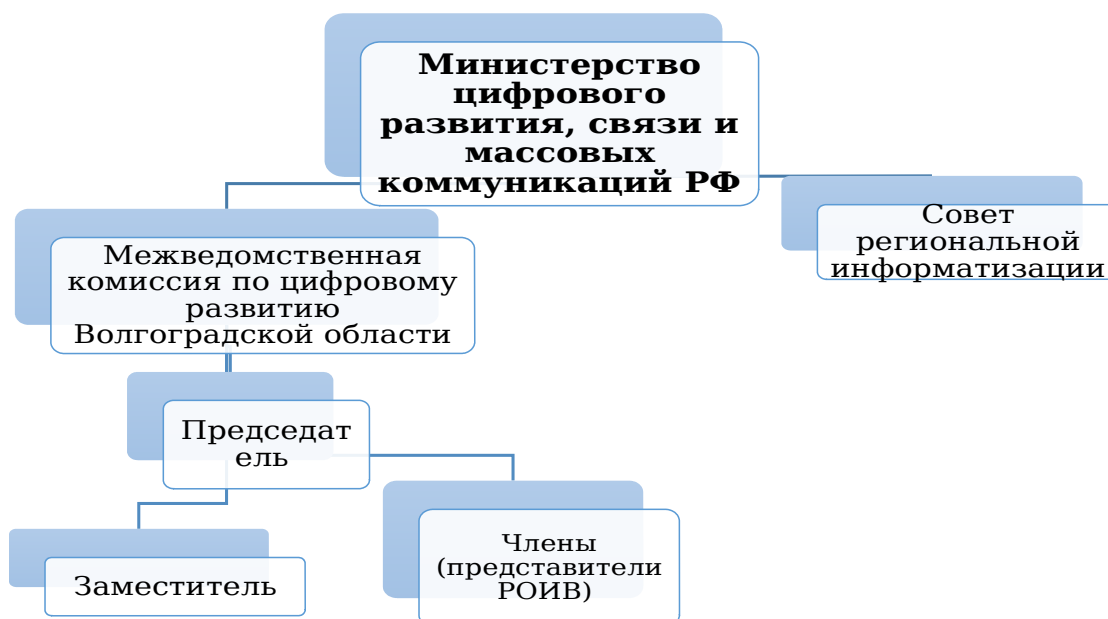 Министерство
цифрового
развития, связи и
массовых
коммуникаций РФ
Совет
региональной
информатизации
Межведомственная
комиссия по цифровому
развитию
Волгоградской области
Председат
ель
Заместитель
Члены
(представители
РОИВ)